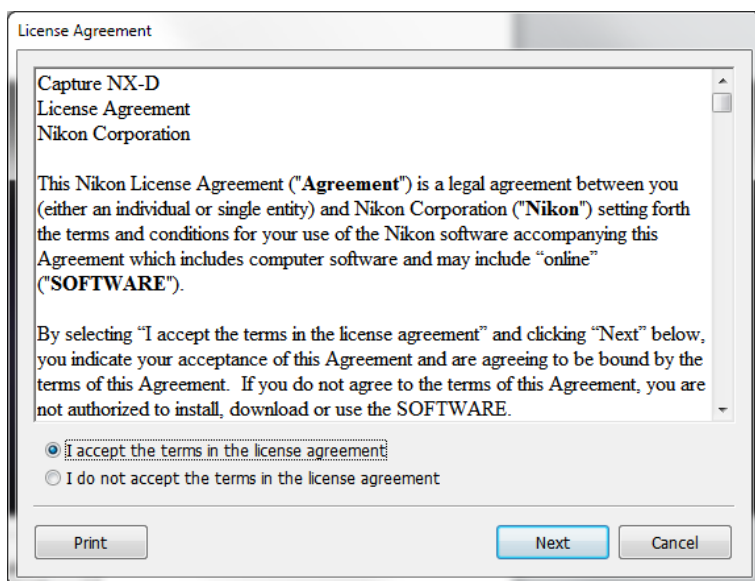 License Agreement
Capture NX-D
License Agreement
Nikon Corporation
This Nikon License Agreement ("Agreement") is a legal agreement between you
(either an individual or single entity) and Nikon Corporation ("Nikon") setting forth
the terms and conditions for your use of the Nikon software accompanying this
Agreement which includes computer software and may include “online”
("SOFTWARE").
By selecting “I accept the terms in the license agreement” and clicking “Next” below,
you indicate your acceptance of this Agreement and are agreeing to be bound by the
terms of this Agreement.  If you do not agree to the terms of this Agreement, you are
not authorized to install, download or use the SOFTWARE.
I accept the terms in the license agreement
I do not accept the terms in the license agreement
Print Next Cancel